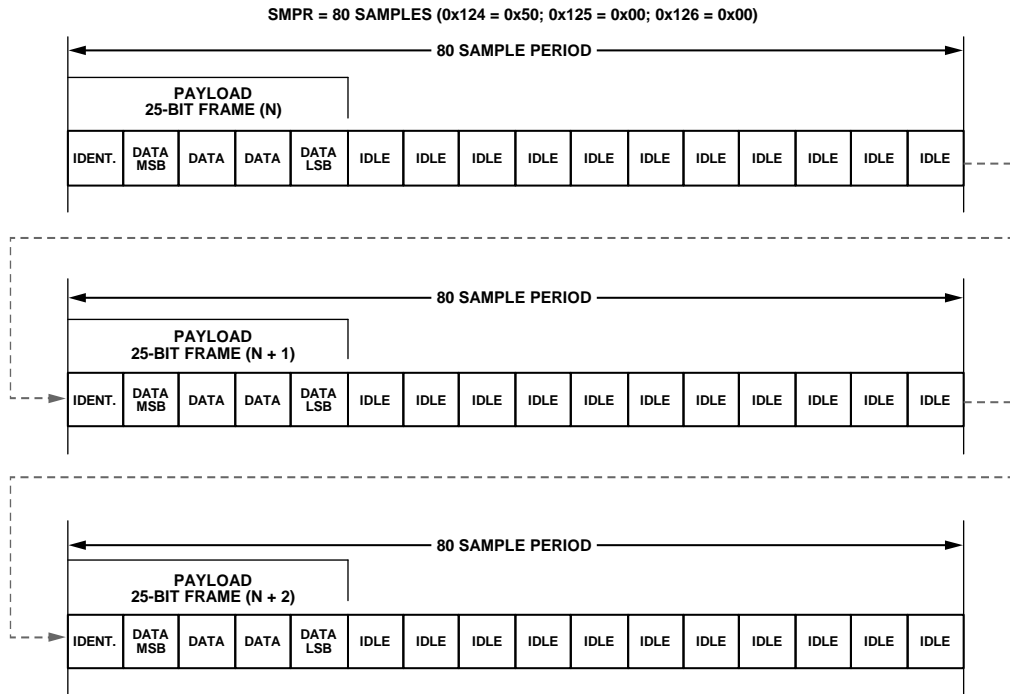 SMPR = 80 SAMPLES (0x124 = 0x50; 0x125 = 0x00; 0x126 = 0x00)
80 SAMPLE PERIOD
PAYLOAD
25-BIT FRAME (N)
IDENT. DATA MSB DATA DATA DATA LSB IDLE IDLE IDLE IDLE IDLE IDLE IDLE IDLE IDLE IDLE IDLE
80 SAMPLE PERIOD
PAYLOAD
25-BIT FRAME (N + 1)
IDENT. DATA MSB DATA DATA DATA LSB IDLE IDLE IDLE IDLE IDLE IDLE IDLE IDLE IDLE IDLE IDLE
80 SAMPLE PERIOD
PAYLOAD
25-BIT FRAME (N + 2)
IDENT. DATA MSB DATA DATA DATA LSB IDLE IDLE IDLE IDLE IDLE IDLE IDLE IDLE IDLE IDLE IDLE